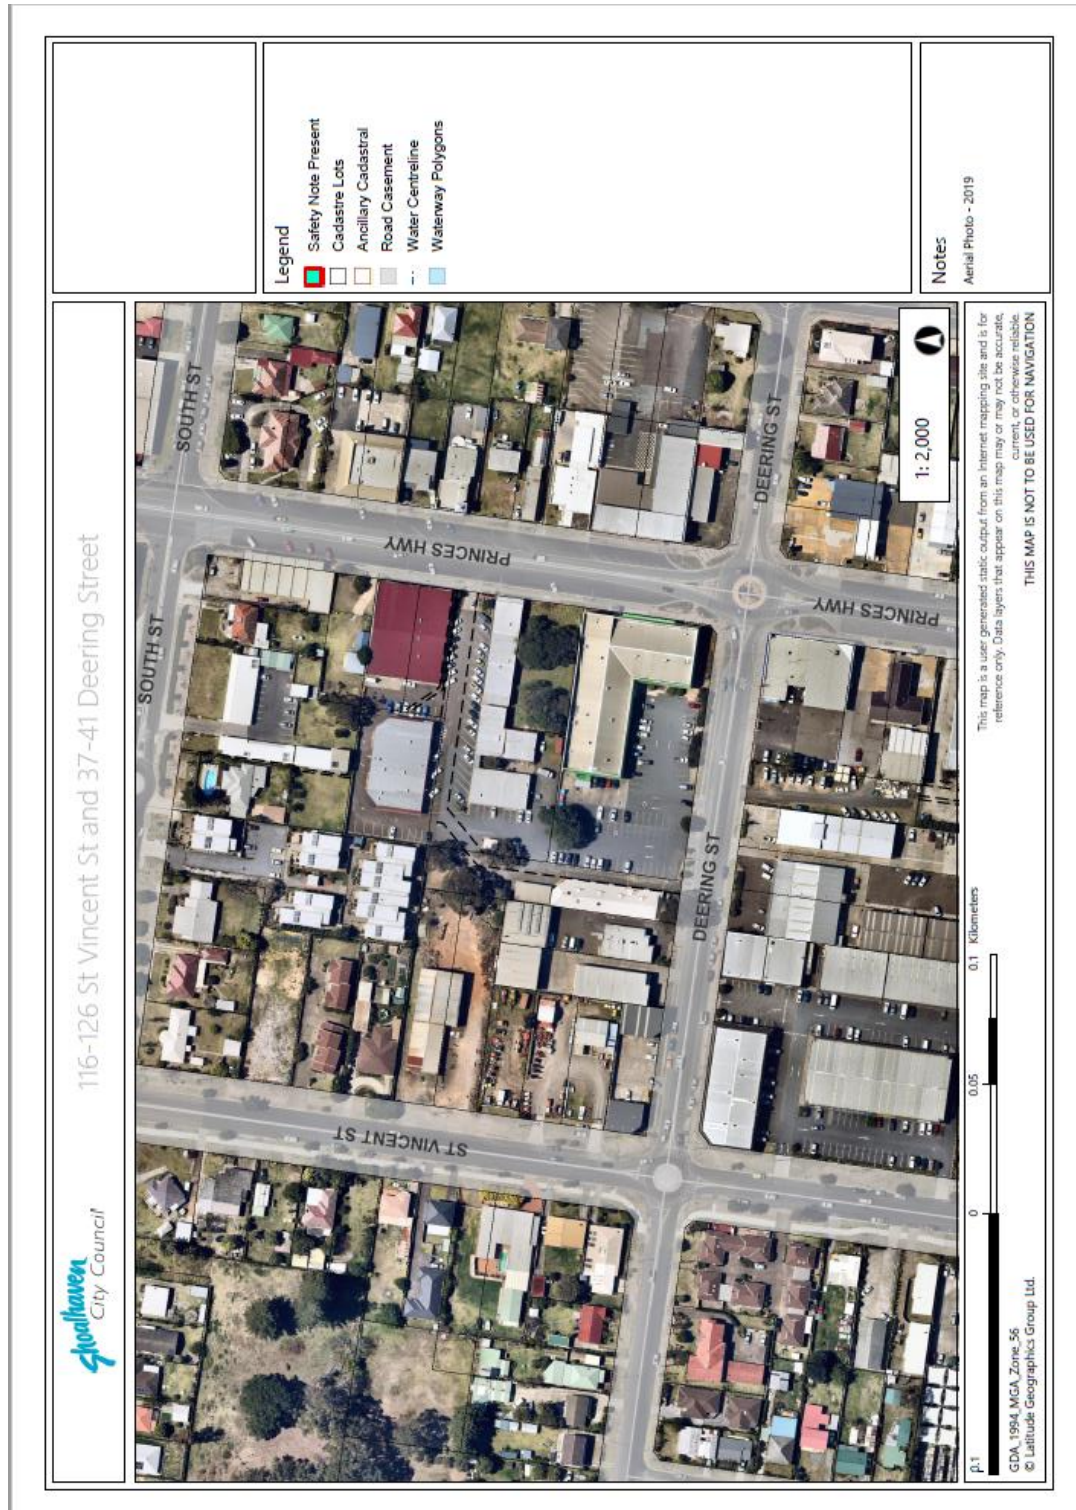 Shoalhaven
City Council
116-126 St Vincent St and 37-41 Deering Street
Legend
Safety Note Present
Cadastre Lots
Ancillary Cadastral
Road Casement
Water Centreline
Waterway Polygons
SOUTH ST
SOUTH ST
PRINCES HWY
DEERING ST
PRINCES HWY
DEERING ST
ST VINCENT ST
1: 2,000
0.1
0
0.05
0.1
Kilometers
GDA_1994_MGA_Zone_56
© Latitude Geographics Group Ltd.
This map is a user generated static output from an Internet mapping site and is for
reference only. Data layers that appear on this map may or may not be accurate,
current, or otherwise reliable.
THIS MAP IS NOT TO BE USED FOR NAVIGATION
Notes
Aerial Photo - 2019